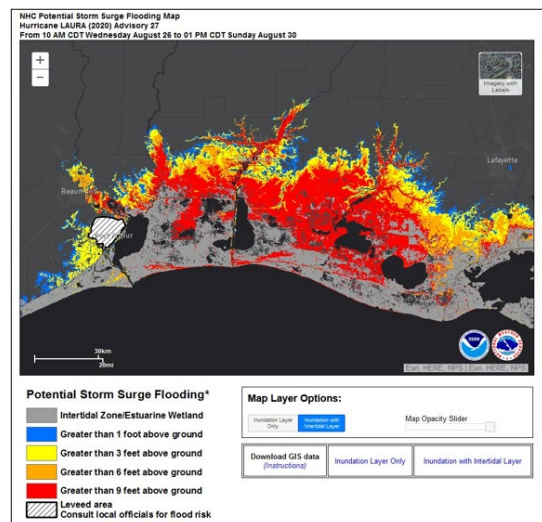 NHC Potential Storm Surge Flooding Map
Hurricane LAURA (2020) Advisory 27
From 10 AM CDT Wednesday August 26 to 01 PM CDT Sunday August 30
+
−
Imagery with
Labels
Lafayette
Beaumont
30km
20mi
NOAA
Esri, HERE, NPS | Esri, HERE, NPS
Potential Storm Surge Flooding*
Intertidal Zone/Estuarine Wetland
Greater than 1 foot above ground
Greater than 3 feet above ground
Greater than 6 feet above ground
Greater than 9 feet above ground
Leveed area
Consult local officials for flood risk
Map Layer Options:
Inundation Layer
Only
Inundation with
Intertidal Layer
Map Opacity Slider
Download GIS data
(Instructions)
Inundation Layer Only
Inundation with Intertidal Layer